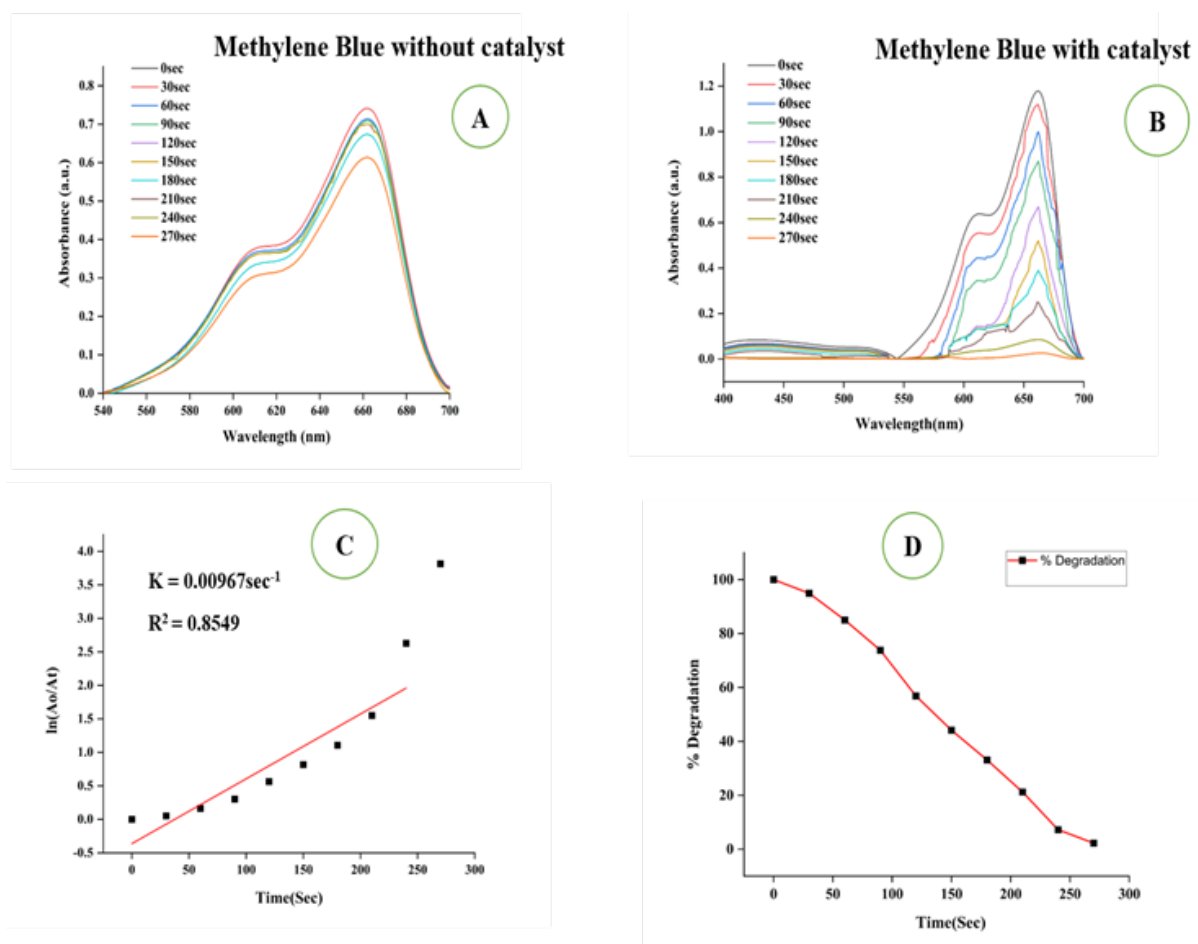 Methylene Blue without catalyst
0sec
30sec
60sec
90sec
120sec
150sec
180sec
210sec
240sec
270sec
A
0.8
0.7
0.6
0.5
0.4
0.3
0.2
0.1
0.0
Absorbance (a.u.)
540 560 580 600 620 640 660 680 700
Wavelength (nm)
Methylene Blue with catalyst
0sec
30sec
60sec
90sec
120sec
150sec
180sec
210sec
240sec
270sec
B
1.2
1.0
0.8
0.6
0.4
0.2
0.0
Absorbance (a.u.)
400 450 500 550 600 650 700
Wavelength(nm)
C
K = 0.00967sec⁻¹
R² = 0.8549
4.0
3.5
3.0
2.5
2.0
1.5
1.0
0.5
0.0
-0.5
ln(Ao/At)
0 50 100 150 200 250 300
Time(Sec)
D
% Degradation
100
80
60
40
20
0
% Degradation
0 50 100 150 200 250 300
Time(Sec)